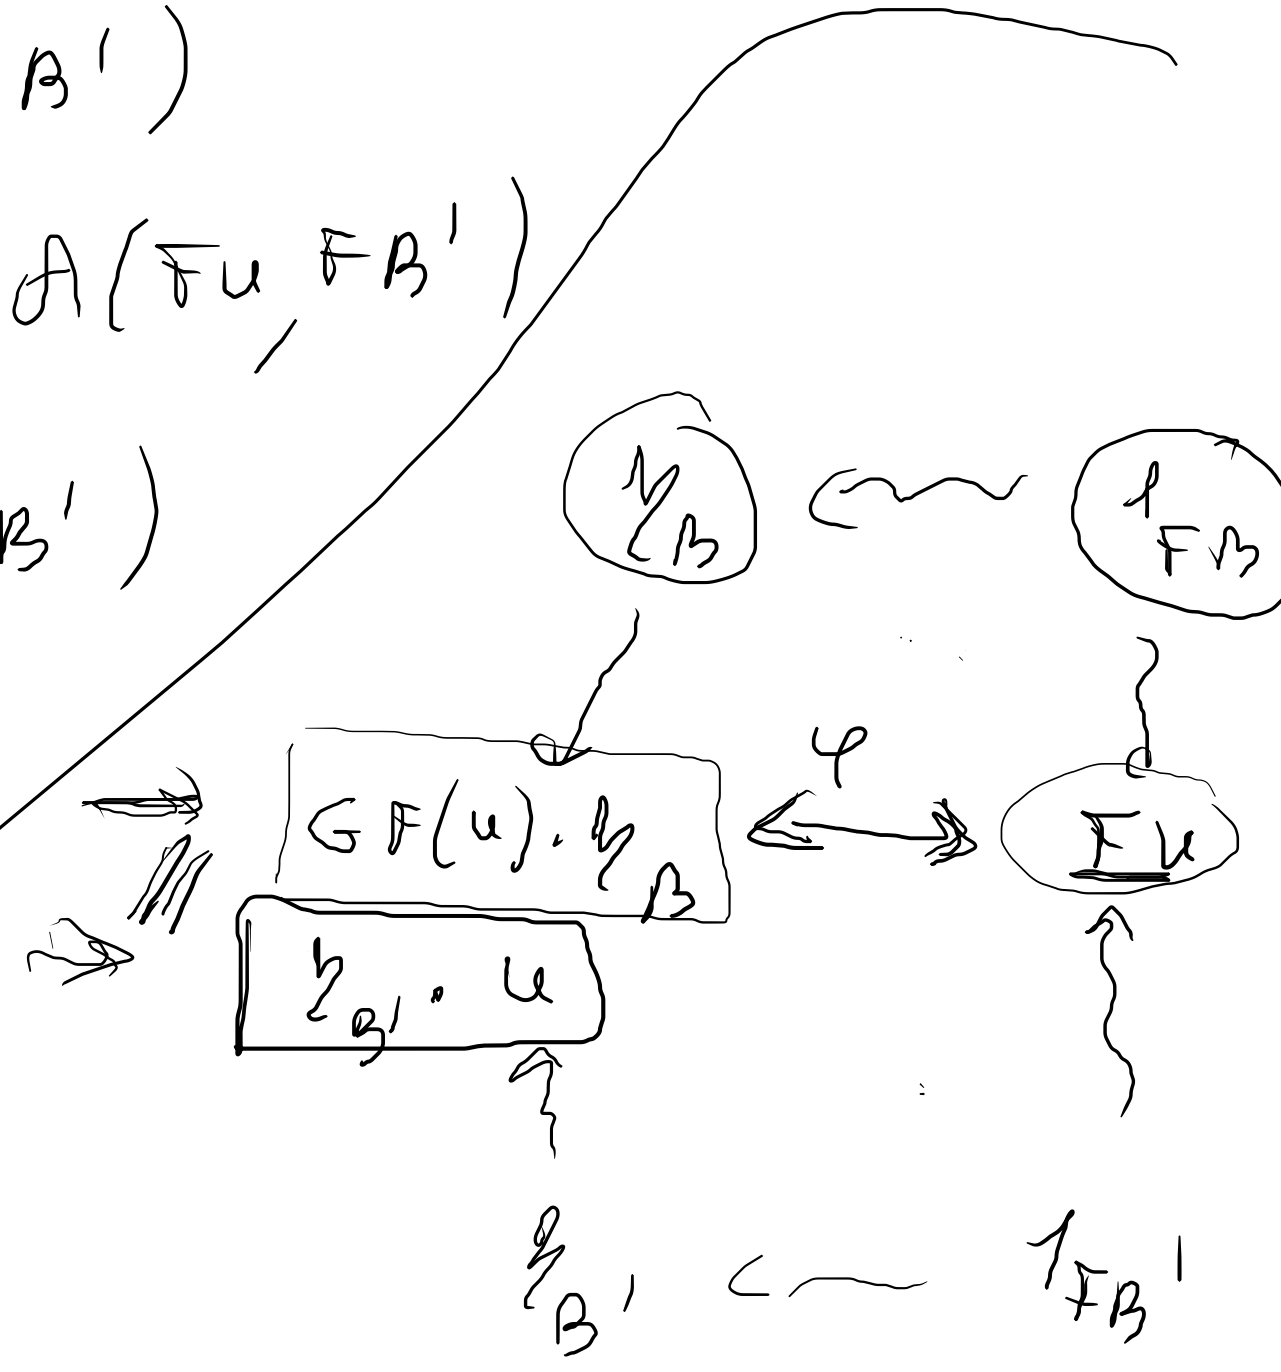 B')
A(Fu, FB')
B')
η_B 1_FB
φ
GF(u) . η_B Fu
η_B' . u
η_B' 1_FB'